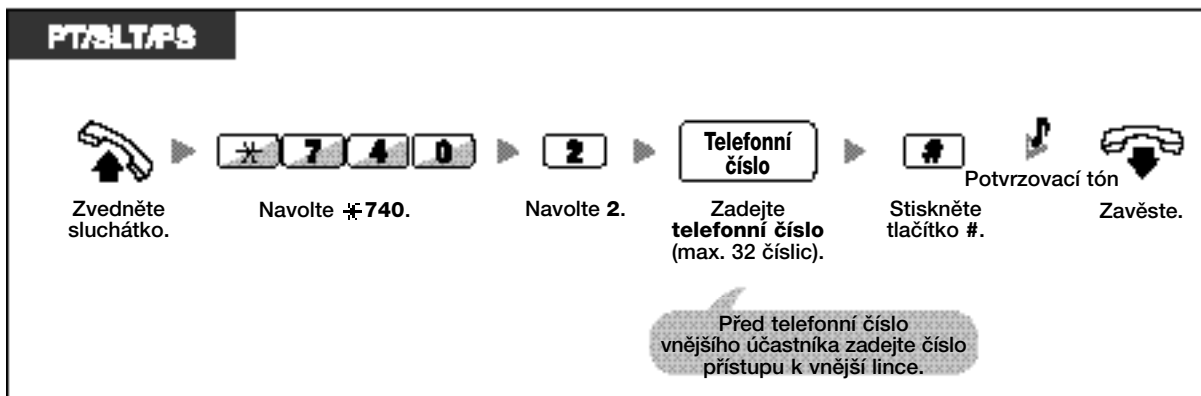 PT/SLT/PS
* 7 4 0
2
Telefonní
číslo
#
Potvrzovací tón
Zvedněte
sluchátko.
Navolte *740.
Navolte 2.
Zadejte
telefonní číslo
(max. 32 číslic).
Stiskněte
tlačítko #.
Zavěste.
Před telefonní číslo
vnějšího účastníka zadejte číslo
přístupu k vnější lince.